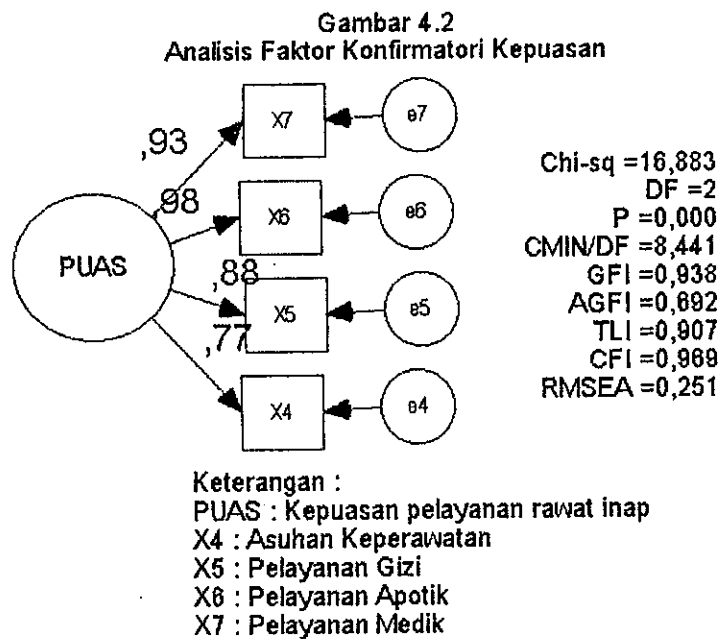 Gambar 4.2
Analisis Faktor Konfirmatori Kepuasan
X7
e7
,93
,98
X6
e6
PUAS
,88
X5
e5
,77
X4
e4
Chi-sq =16,883
DF =2
P =0,000
CMIN/DF =8,441
GFI =0,938
AGFI =0,692
TLI =0,907
CFI =0,969
RMSEA =0,251
Keterangan :
PUAS : Kepuasan pelayanan rawat inap
X4 : Asuhan Keperawatan
X5 : Pelayanan Gizi
X6 : Pelayanan Apotik
X7 : Pelayanan Medik